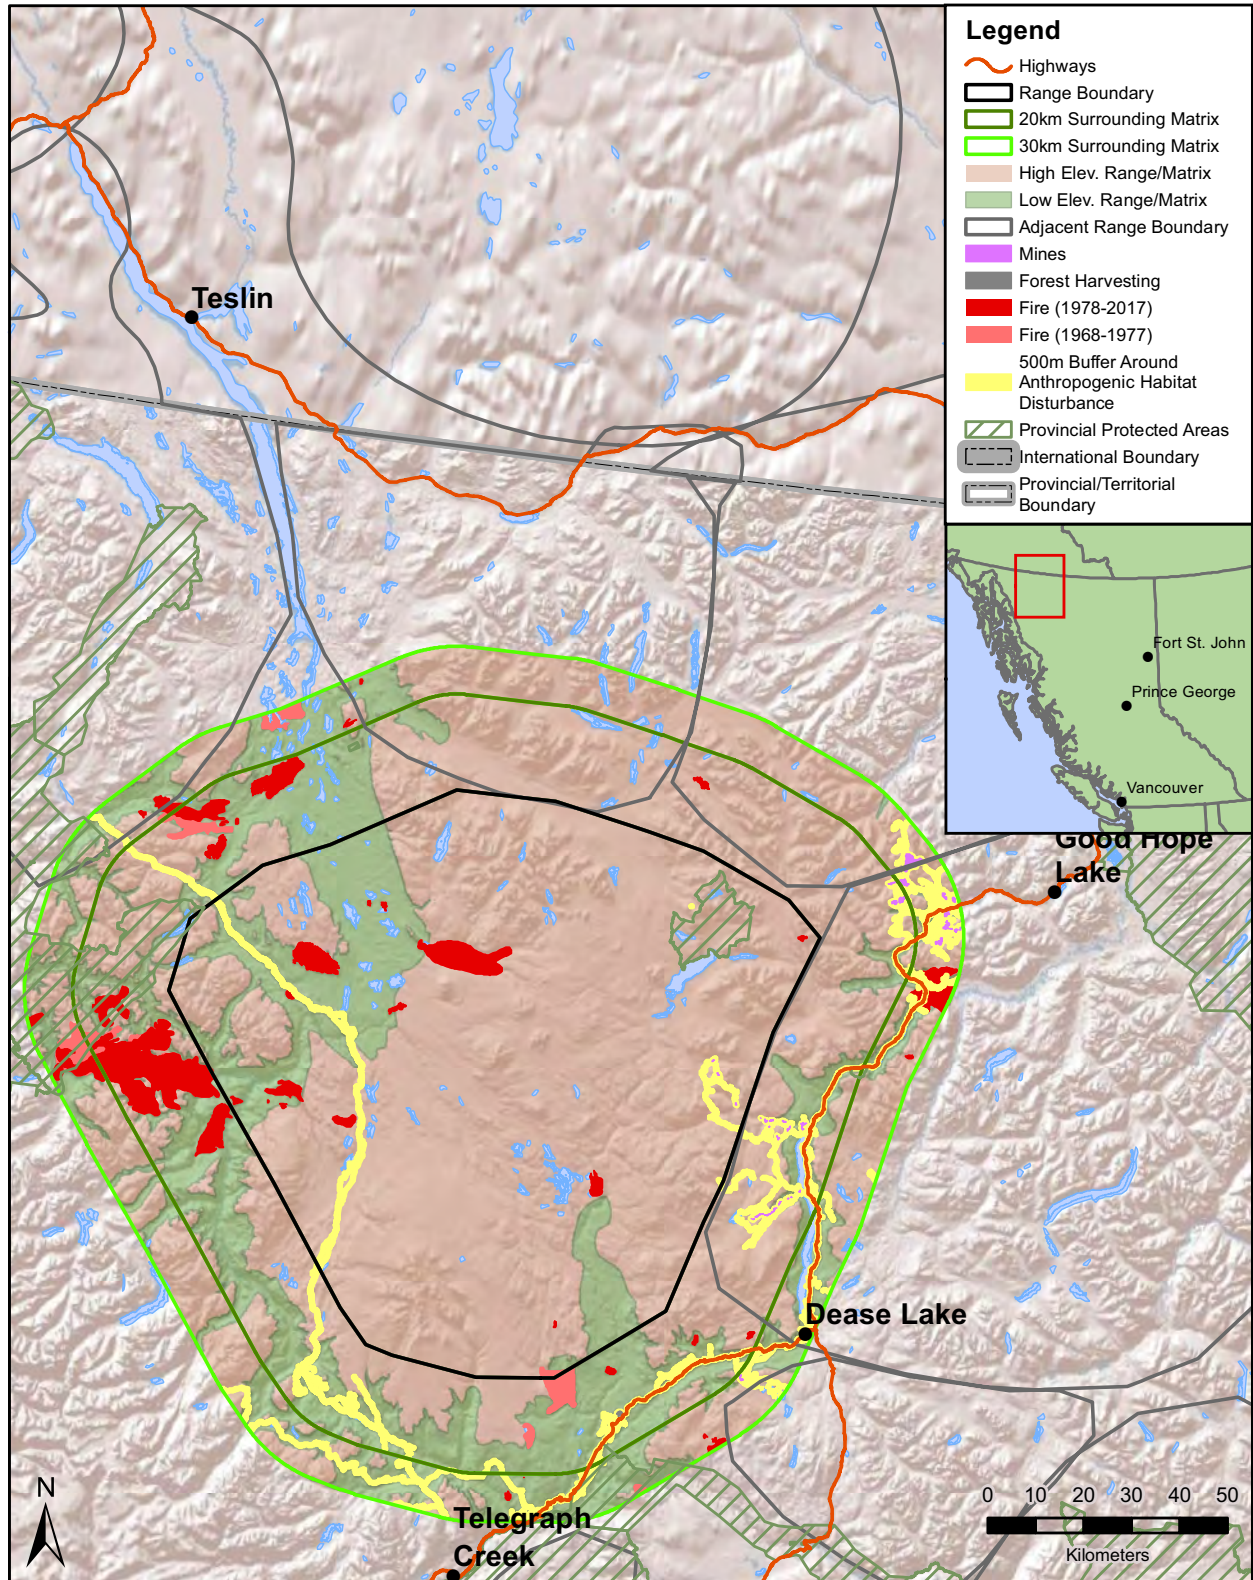 Legend
Highways
Range Boundary
20km Surrounding Matrix
30km Surrounding Matrix
High Elev. Range/Matrix
Low Elev. Range/Matrix
Adjacent Range Boundary
Mines
Forest Harvesting
Fire (1978-2017)
Fire (1968-1977)
500m Buffer Around
Anthropogenic Habitat
Disturbance
Provincial Protected Areas
International Boundary
Provincial/Territorial
Boundary
Teslin
Fort St. John
Prince George
Vancouver
Good Hope
Lake
Dease Lake
Telegraph
Creek
N
0 10 20 30 40 50
Kilometers